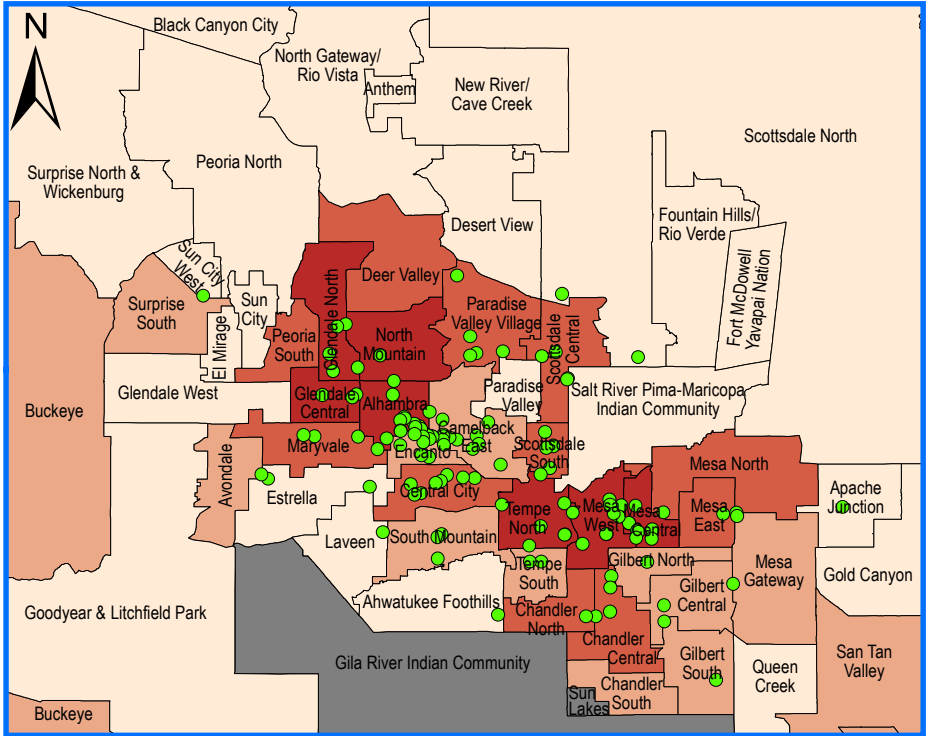 N
Black Canyon City
North Gateway/
Rio Vista
Anthem
New River/
Cave Creek
Scottsdale North
Surprise North &
Wickenburg
Peoria North
Desert View
Fountain Hills/
Rio Verde
Fort McDowell
Yavapai Nation
Sun City
West
Sun
City
Deer Valley
Surprise
South
El Mirage
Peoria
South
Glendale North
North
Mountain
Paradise
Valley Village
Scottsdale
Central
Glendale West
Glendale
Central
Alhambra
Paradise
Valley
Salt River Pima-Maricopa
Indian Community
Buckeye
Avondale
Maryvale
Encanto
Camelback
East
Scottsdale
South
Mesa North
Estrella
Central City
Tempe
North
Mesa
West
Mesa
Central
Mesa
East
Apache
Junction
Laveen
South Mountain
Tempe
South
Gilbert North
Mesa
Gateway
Gold Canyon
Goodyear & Litchfield Park
Ahwatukee Foothills
Chandler
North
Gilbert
Central
Gila River Indian Community
Chandler
Central
Gilbert
South
San Tan
Valley
Queen
Creek
Sun
Lakes
Chandler
South
Buckeye